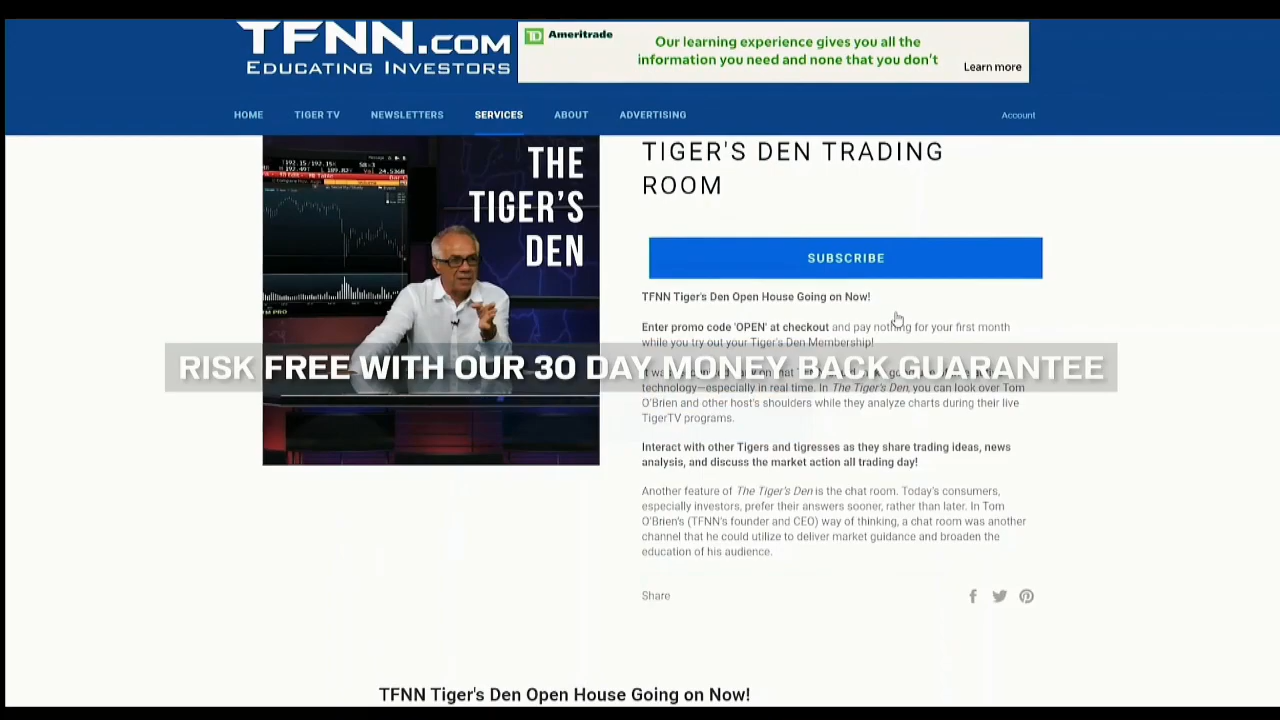 TFNN.COM
EDUCATING INVESTORS
Ameritrade
Our learning experience gives you all the
information you need and none that you don't
Learn more
HOME TIGER TV NEWSLETTERS SERVICES ABOUT ADVERTISING
Account
THE
TIGER'S
DEN
TIGER'S DEN TRADING
ROOM
SUBSCRIBE
TFNN Tiger's Den Open House Going on Now!
Enter promo code 'OPEN' at checkout and pay nothing for your first month
while you try out your Tiger's Den Membership!
RISK FREE WITH OUR 30 DAY MONEY BACK GUARANTEE
technology—especially in real time. In The Tiger's Den, you can look over Tom
O'Brien and other host's shoulders while they analyze charts during their live
TigerTV programs.
Interact with other Tigers and tigresses as they share trading ideas, news
analysis, and discuss the market action all trading day!
Another feature of The Tiger's Den is the chat room. Today's consumers,
especially investors, prefer their answers sooner, rather than later. In Tom
O'Brien's (TFNN's founder and CEO) way of thinking, a chat room was another
channel that he could utilize to deliver market guidance and broaden the
education of his audience.
Share
TFNN Tiger's Den Open House Going on Now!